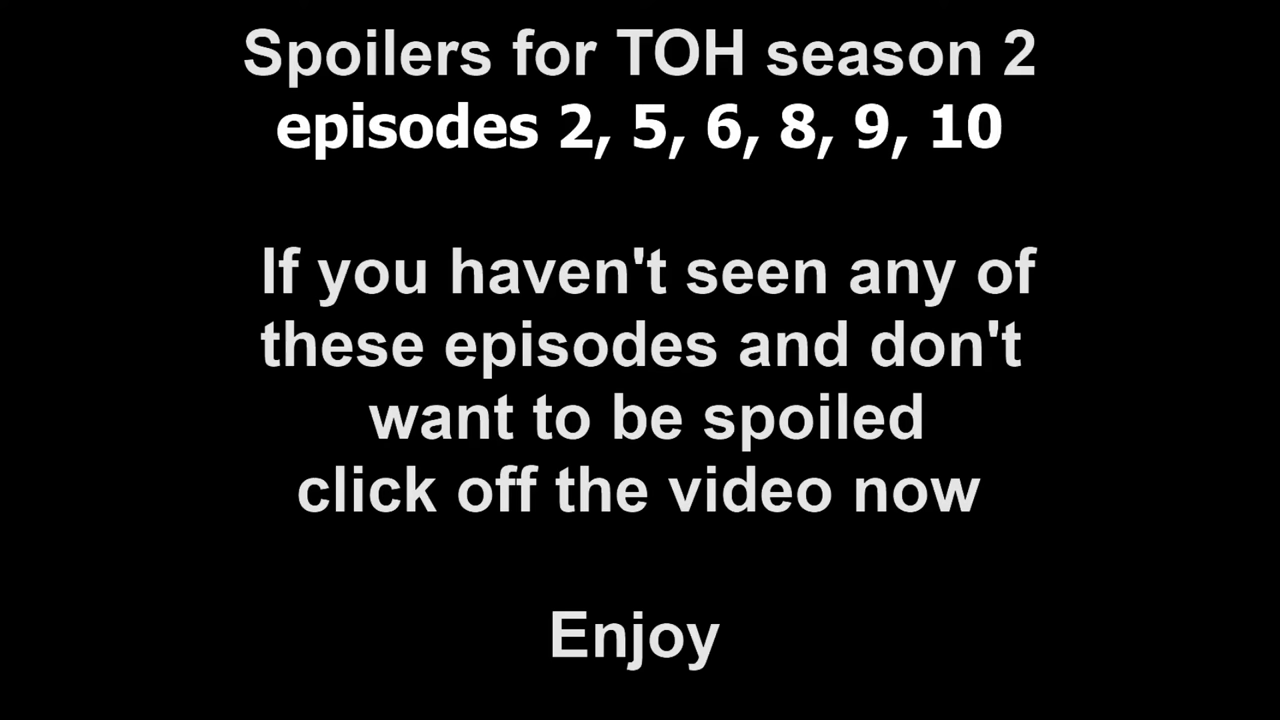 Spoilers for TOH season 2
episodes 2, 5, 6, 8, 9, 10
If you haven't seen any of
these episodes and don't
want to be spoiled
click off the video now
Enjoy